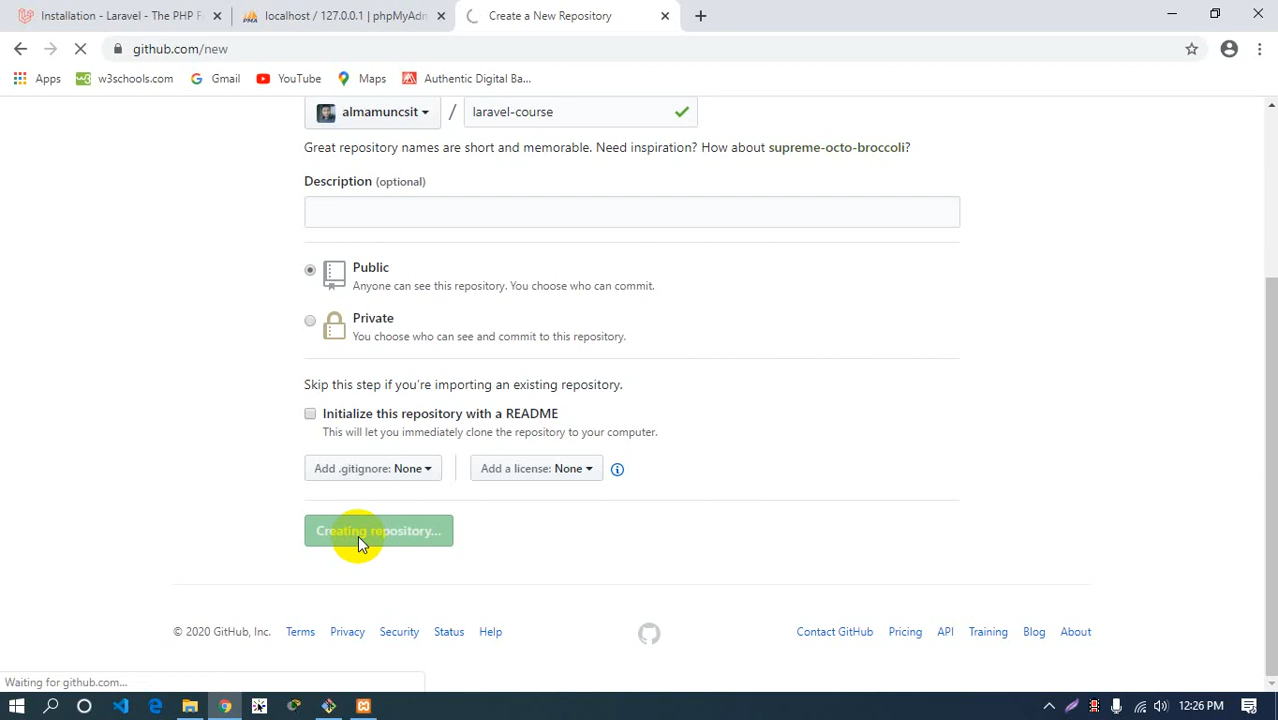 Installation - Laravel - The PHP F
localhost / 127.0.0.1 | phpMyAdn
Create a New Repository
github.com/new
Apps
w3schools.com
Gmail
YouTube
Maps
Authentic Digital Ba...
almamuncsit / laravel-course
Great repository names are short and memorable. Need inspiration? How about supreme-octo-broccoli?
Description (optional)
Public
Anyone can see this repository. You choose who can commit.
Private
You choose who can see and commit to this repository.
Skip this step if you're importing an existing repository.
Initialize this repository with a README
This will let you immediately clone the repository to your computer.
Add .gitignore: None
Add a license: None
Creating repository...
© 2020 GitHub, Inc. Terms Privacy Security Status Help
Contact GitHub Pricing API Training Blog About
Waiting for github.com...
12:26 PM